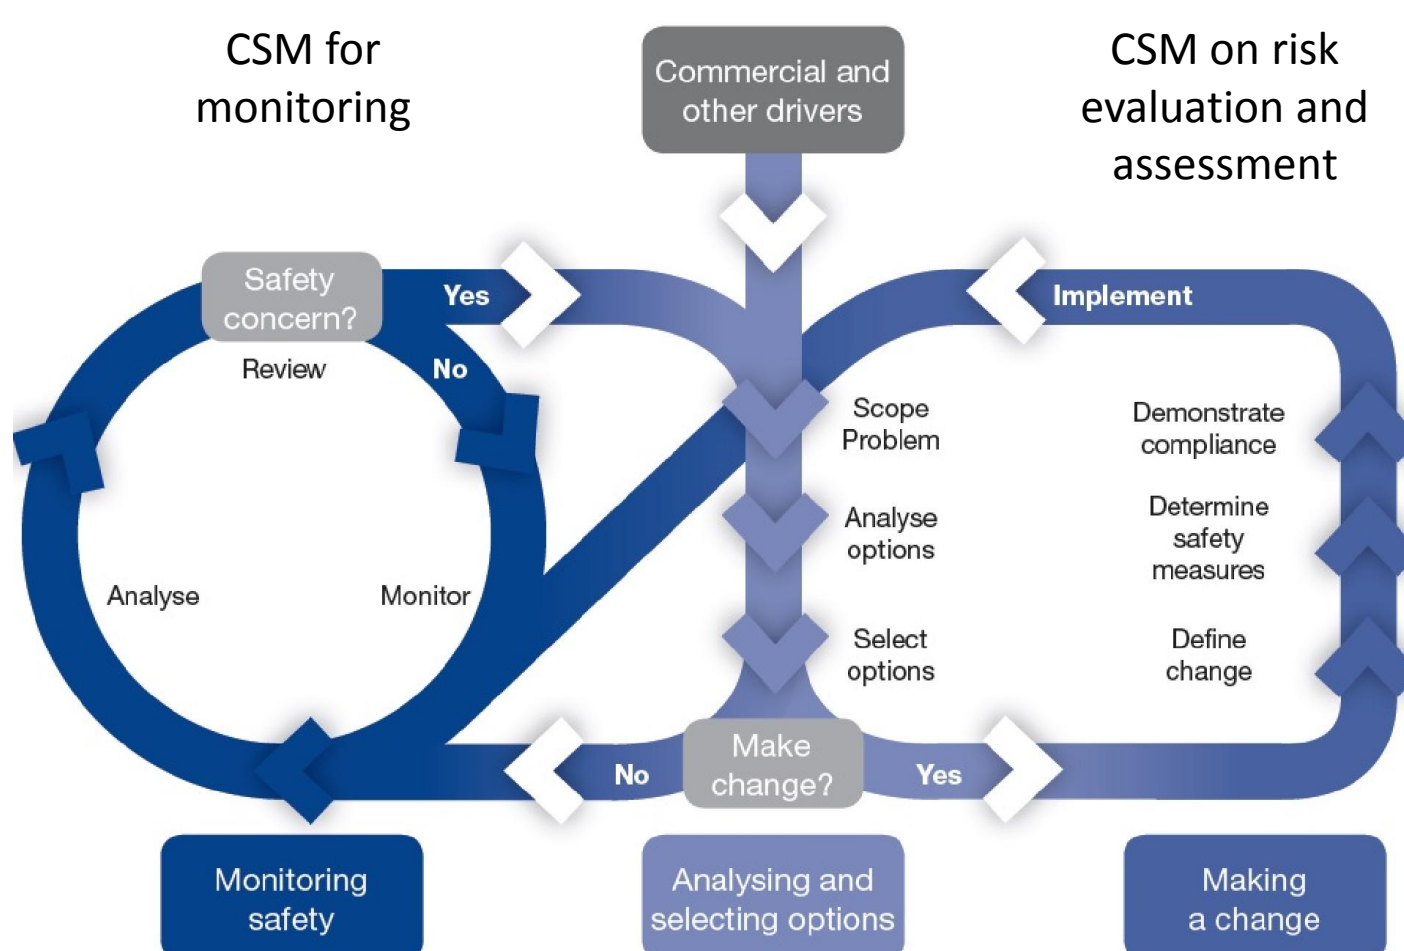 CSM for
monitoring
Commercial and
other drivers
CSM on risk
evaluation and
assessment
Safety
concern?
Yes
No
Review
Analyse
Monitor
Implement
Scope
Problem
Analyse
options
Select
options
Demonstrate
compliance
Determine
safety
measures
Define
change
No
Make
change?
Yes
Monitoring
safety
Analysing and
selecting options
Making
a change